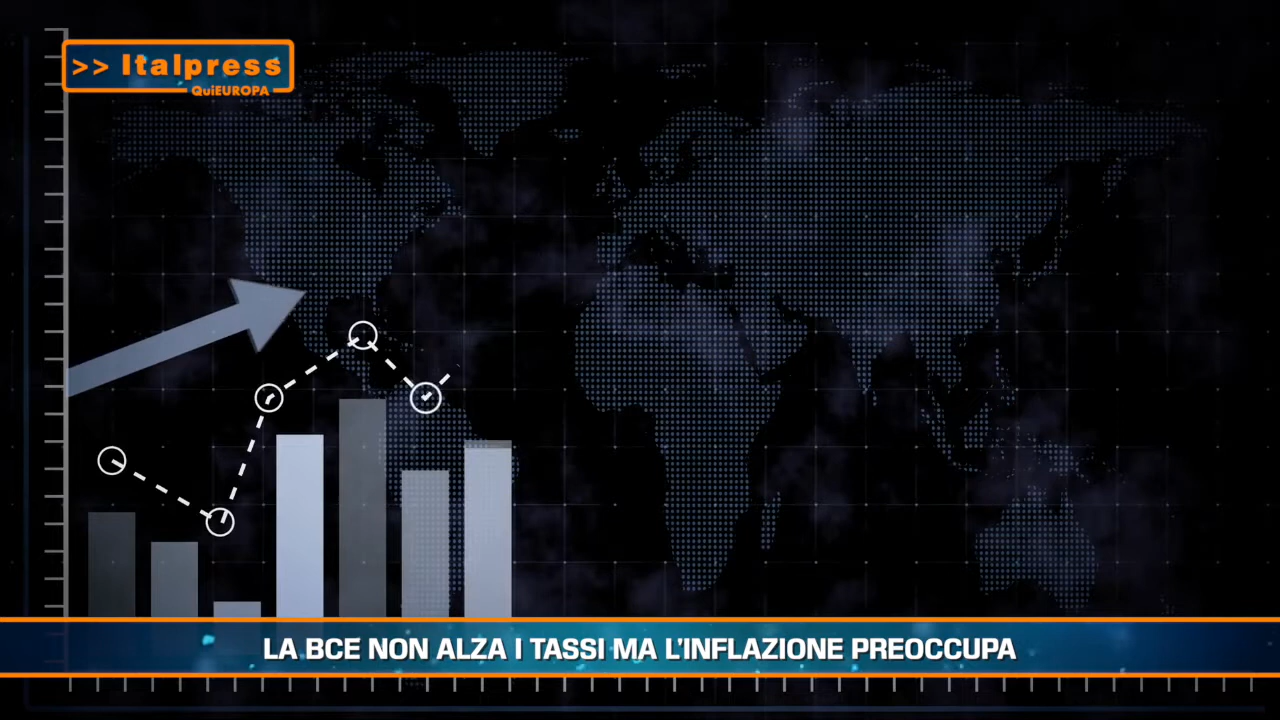 >> Italpress
QuiEUROPA
LA BCE NON ALZA I TASSI MA L'INFLAZIONE PREOCCUPA